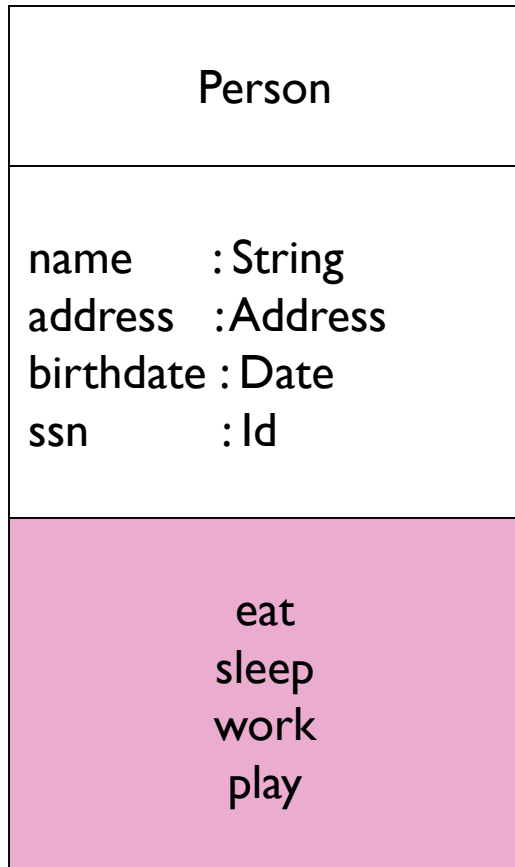 Person
name : String
address : Address
birthdate : Date
ssn : Id
eat
sleep
work
play